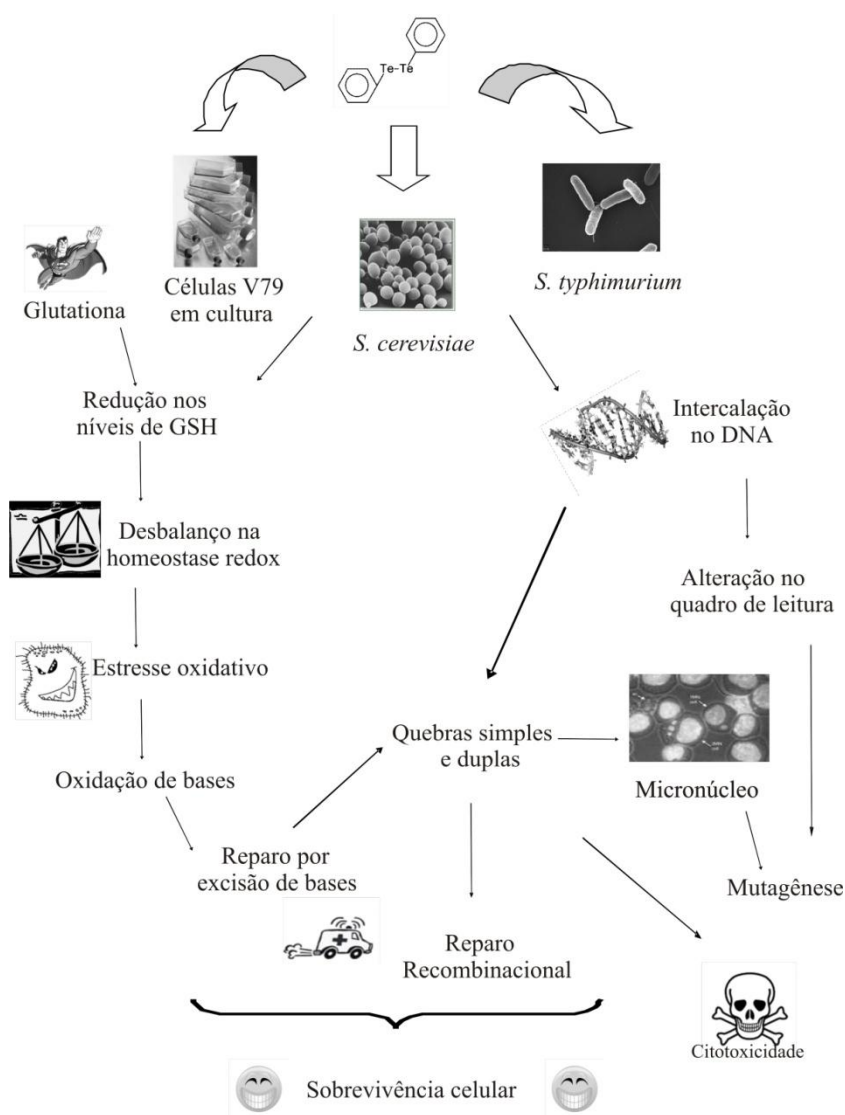 Te-Te
Glutationa
Células V79
em cultura
S. cerevisiae
S. typhimurium
Redução nos
níveis de GSH
Intercalação
no DNA
Desbalanço na
homeostase redox
Alteração no
quadro de leitura
Estresse oxidativo
Quebras simples
e duplas
Oxidação de bases
Micronúcleo
Reparo por
excisão de bases
Mutagênese
Reparo
Recombinacional
Citotoxicidade
Sobrevivência celular